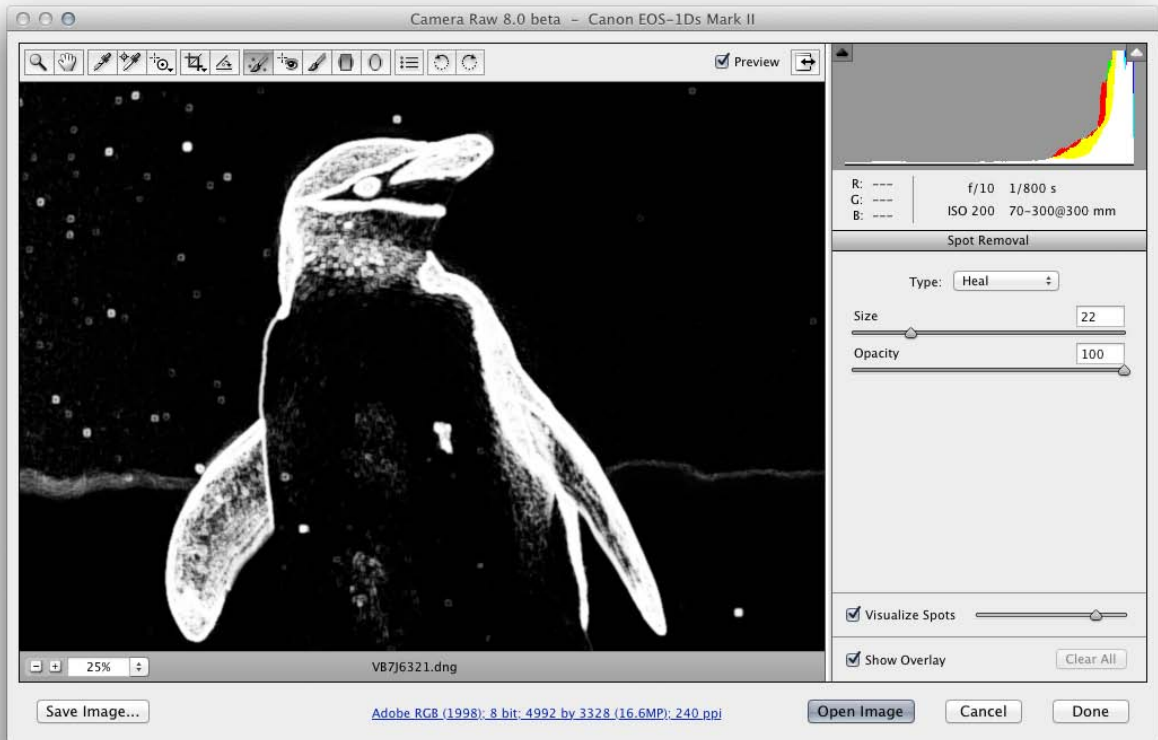 Camera Raw 8.0 beta – Canon EOS-1Ds Mark II
Preview
R: ---
G: ---
B: ---
f/10 1/800 s
ISO 200 70-300@300 mm
Spot Removal
Type: Heal
Size 22
Opacity 100
Visualize Spots
Show Overlay Clear All
25% VB7J6321.dng
Save Image... Adobe RGB (1998); 8 bit; 4992 by 3328 (16.6MP); 240 ppi Open Image Cancel Done